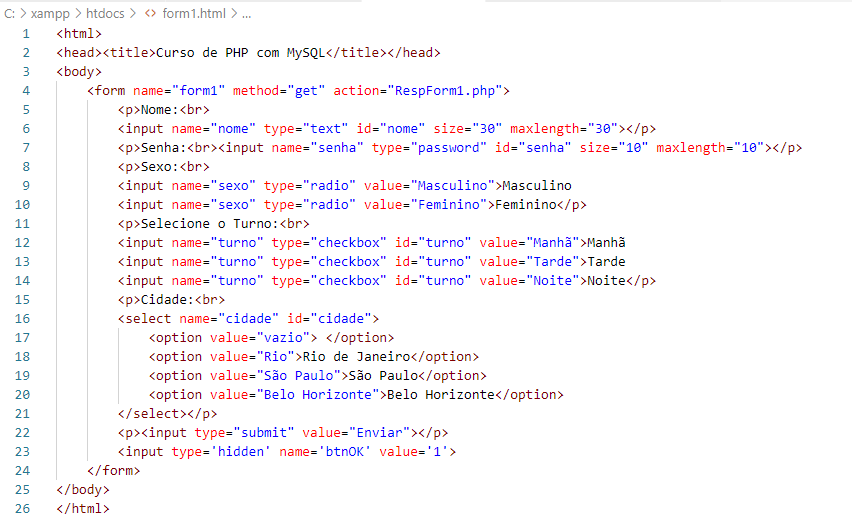 C: > xampp > htdocs > <> form1.html > ...
1 <html>
2 <head><title>Curso de PHP com MySQL</title></head>
3 <body>
4     <form name="form1" method="get" action="RespForm1.php">
5         <p>Nome:<br>
6         <input name="nome" type="text" id="nome" size="30" maxlength="30"></p>
7         <p>Senha:<br><input name="senha" type="password" id="senha" size="10" maxlength="10"></p>
8         <p>Sexo:<br>
9         <input name="sexo" type="radio" value="Masculino">Masculino
10         <input name="sexo" type="radio" value="Feminino">Feminino</p>
11         <p>Selecione o Turno:<br>
12         <input name="turno" type="checkbox" id="turno" value="Manhã">Manhã
13         <input name="turno" type="checkbox" id="turno" value="Tarde">Tarde
14         <input name="turno" type="checkbox" id="turno" value="Noite">Noite</p>
15         <p>Cidade:<br>
16         <select name="cidade" id="cidade">
17             <option value="vazio"> </option>
18             <option value="Rio">Rio de Janeiro</option>
19             <option value="São Paulo">São Paulo</option>
20             <option value="Belo Horizonte">Belo Horizonte</option>
21         </select></p>
22         <p><input type="submit" value="Enviar"></p>
23         <input type='hidden' name='btnOK' value='1'>
24     </form>
25 </body>
26 </html>